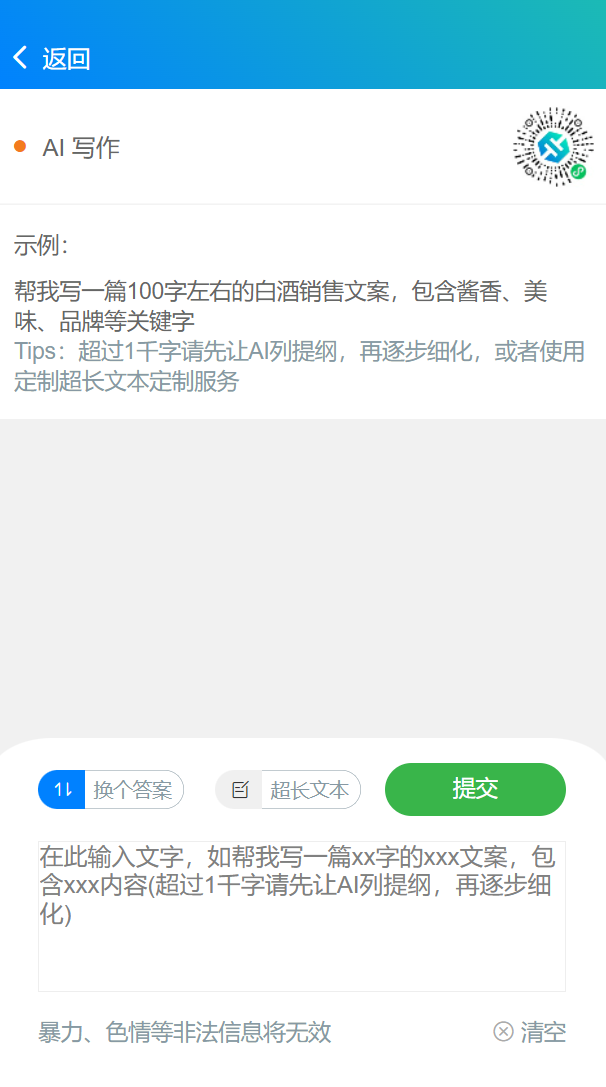 返回
AI 写作
示例：
帮我写一篇100字左右的白酒销售文案，包含酱香、美
味、品牌等关键字
Tips：超过1千字请先让AI列提纲，再逐步细化，或者使用
定制超长文本定制服务
换个答案
超长文本
提交
在此输入文字，如帮我写一篇xx字的xxx文案，包
含xxx内容(超过1千字请先让AI列提纲，再逐步细
化)
暴力、色情等非法信息将无效
清空